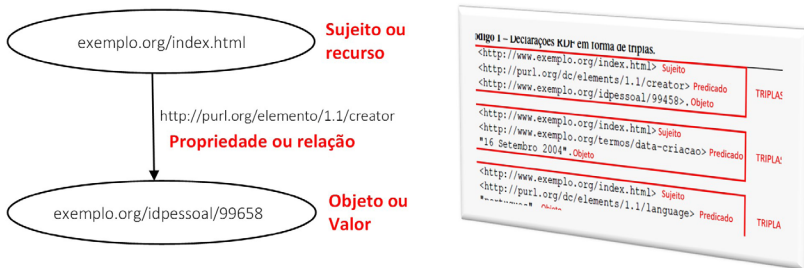 exemplo.org/index.html
Sujeito ou
recurso
http://purl.org/elemento/1.1/creator
Propriedade ou relação
exemplo.org/idpessoal/99658
Objeto ou
Valor
1 – Declarações RDF em forma de triplas.
<http://www.exemplo.org/index.html> Sujeito
<http://purl.org/dc/elements/1.1/creator> Predicado
<http://www.exemplo.org/idpessoal/99458>. Objeto
TRIPLAS
<http://www.exemplo.org/index.html> Sujeito
<http://www.exemplo.org/termos/data-criacao> Predicado
"16 Setembro 2004". Objeto
TRIPLA
<http://www.exemplo.org/index.html> Sujeito
<http://purl.org/dc/elements/1.1/language> Predicado
TRIPLA